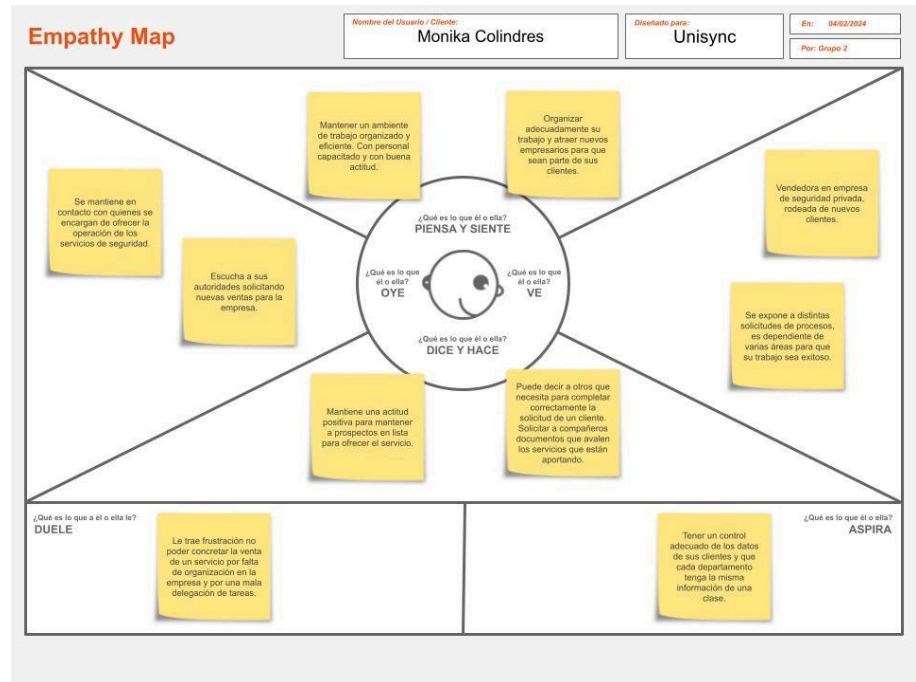 Empathy Map
Nombre del Usuario / Cliente:
Monika Colindres
Diseñado para:
Unisync
En: 04/02/2024
Por: Grupo 2
Mantener un ambiente
de trabajo organizado y
eficiente. Con personal
capacitado y con buena
actitud.
Organizar
adecuadamente su
trabajo y atraer nuevos
empresarios para que
sean parte de sus
clientes.
Se mantiene en
contacto con quienes se
encargan de ofrecer la
operación de los
servicios de seguridad.
Escucha a sus
autoridades solicitando
nuevas ventas para la
empresa.
Vendedora en empresa
de seguridad privada,
rodeada de nuevos
clientes.
Se expone a distintas
solicitudes de procesos,
es dependiente de
varias áreas para que
su trabajo sea exitoso.
¿Qué es lo que él o ella?
PIENSA Y SIENTE
¿Qué es lo que
él o ella?
OYE
¿Qué es lo que
él o ella?
VE
¿Qué es lo que él o ella?
DICE Y HACE
Mantiene una actitud
positiva para mantener
a prospectos en lista
para ofrecer el servicio.
Puede decir a otros que
necesita para completar
correctamente la
solicitud de un cliente.
Solicitar a compañeros
documentos que avalen
los servicios que están
aportando.
¿Qué es lo que a él o ella le?
DUELE
Le trae frustración no
poder concretar la venta
de un servicio por falta
de organización en la
empresa y por una mala
delegación de tareas.
¿Qué es lo que él o ella?
ASPIRA
Tener un control
adecuado de los datos
de sus clientes y que
cada departamento
tenga la misma
información de una
clase.